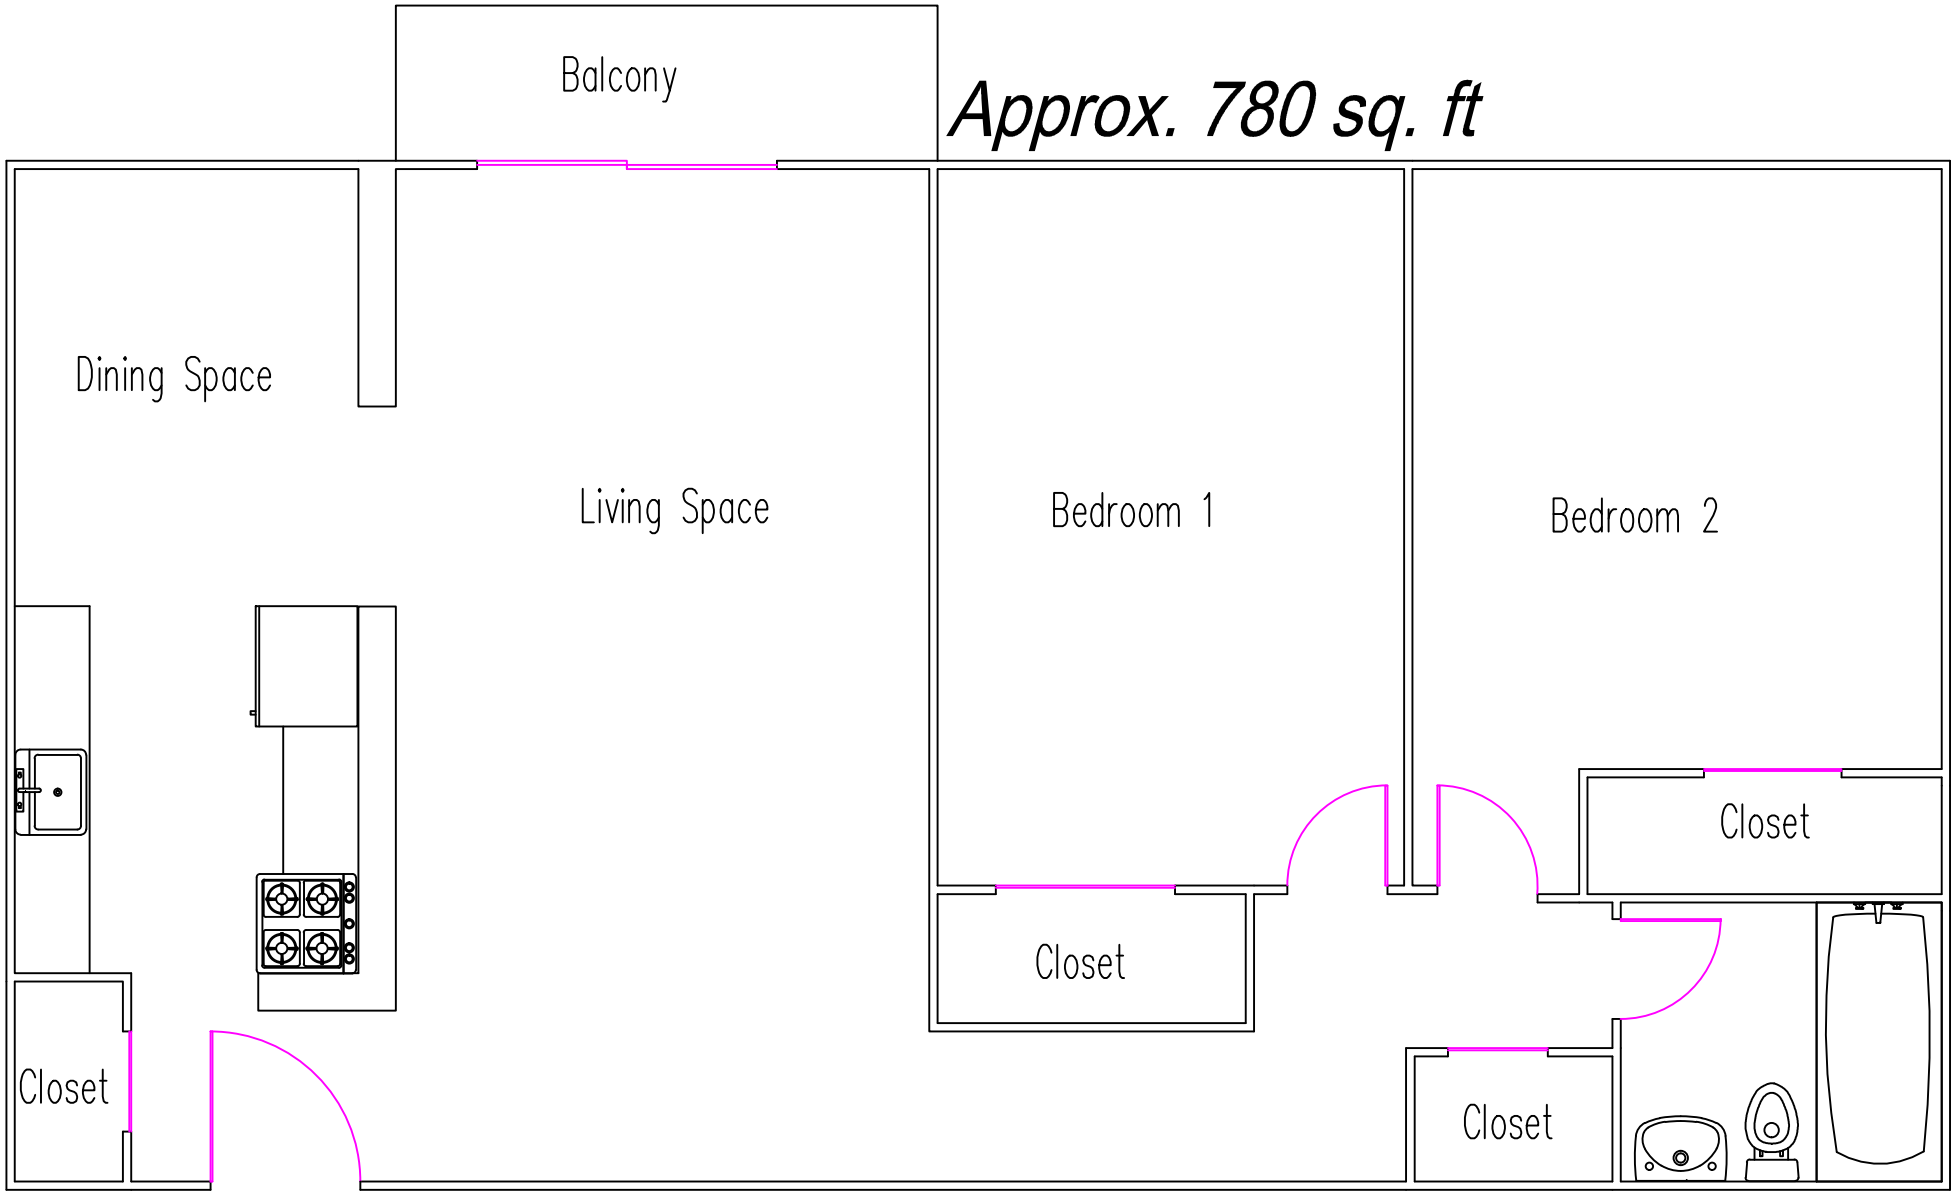 Balcony
Approx. 780 sq. ft
Dining Space
Living Space
Bedroom 1
Bedroom 2
Closet
Closet
Closet
Closet